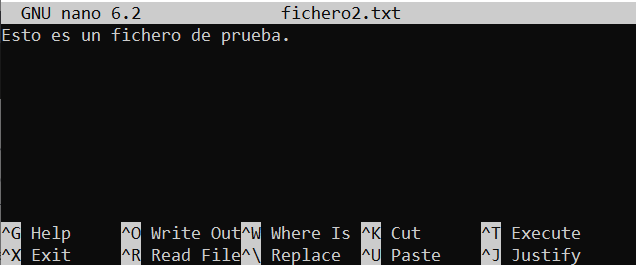 GNU nano 6.2 fichero2.txt
Esto es un fichero de prueba.
^G Help ^O Write Out ^W Where Is ^K Cut ^T Execute
^X Exit ^R Read File ^\ Replace ^U Paste ^J Justify